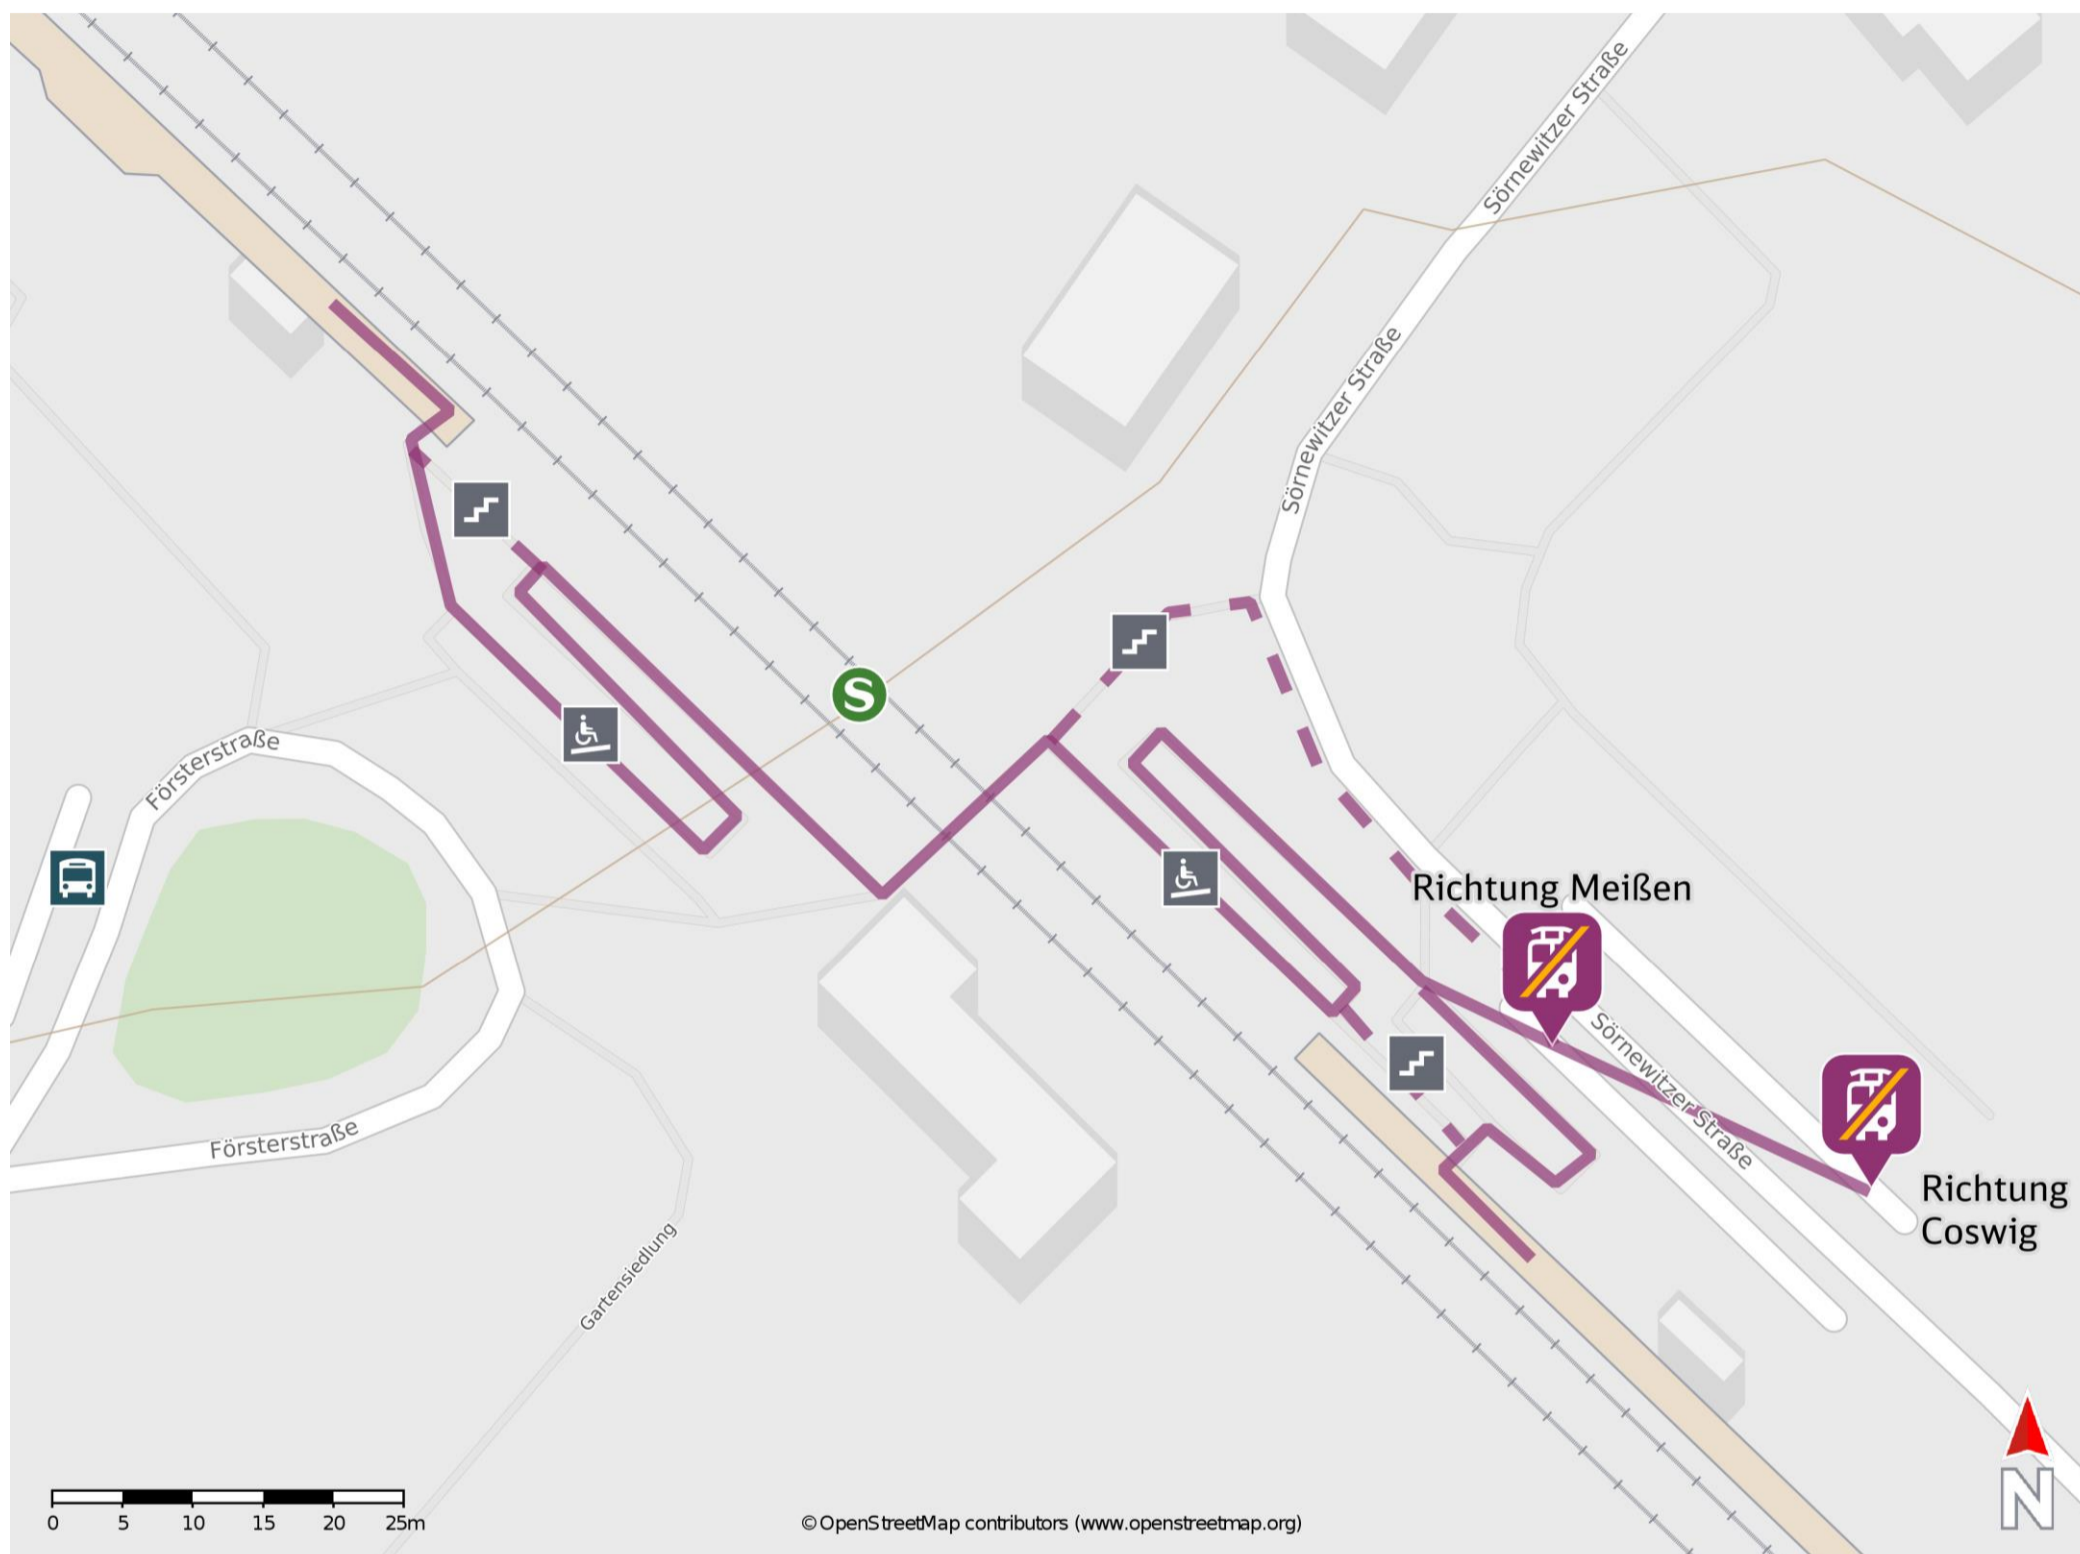 Sörnewitzer Straße
Sörnewitzer Straße
S
Försterstraße
Richtung Meißen
Sörnewitzer Straße
Försterstraße
Richtung
Coswig
Gartensiedlung
N
0 5 10 15 20 25m
©OpenStreetMap contributors (www.openstreetmap.org)